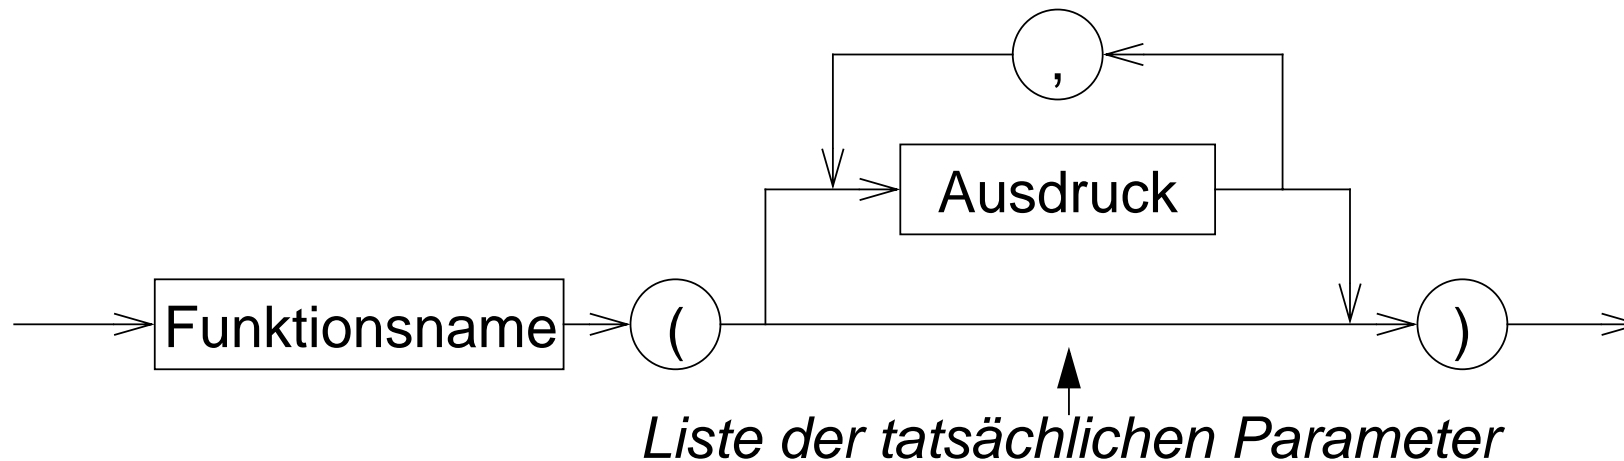 ,
Ausdruck
Funktionsname ( )
Liste der tatsächlichen Parameter